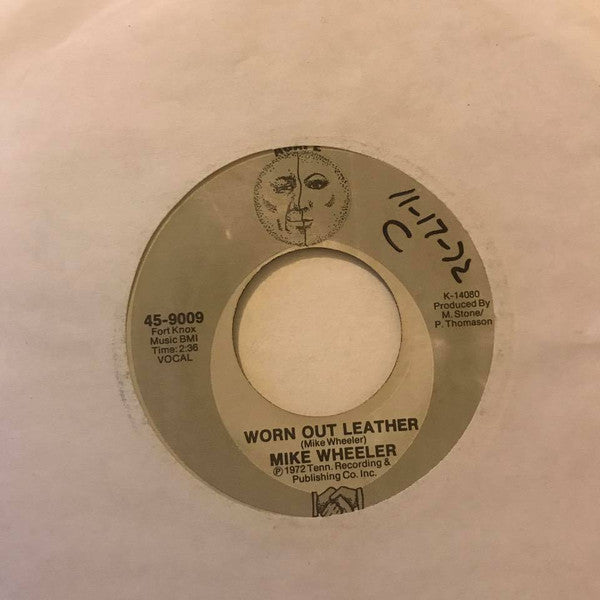 11-17-72
C
45-9009
Fort Knox
Music BMI
Time: 2:36
VOCAL
K-14080
Produced By
M. Stone/
P. Thomason
WORN OUT LEATHER
(Mike Wheeler)
MIKE WHEELER
Ⓟ 1972 Tenn. Recording &
Publishing Co. Inc.